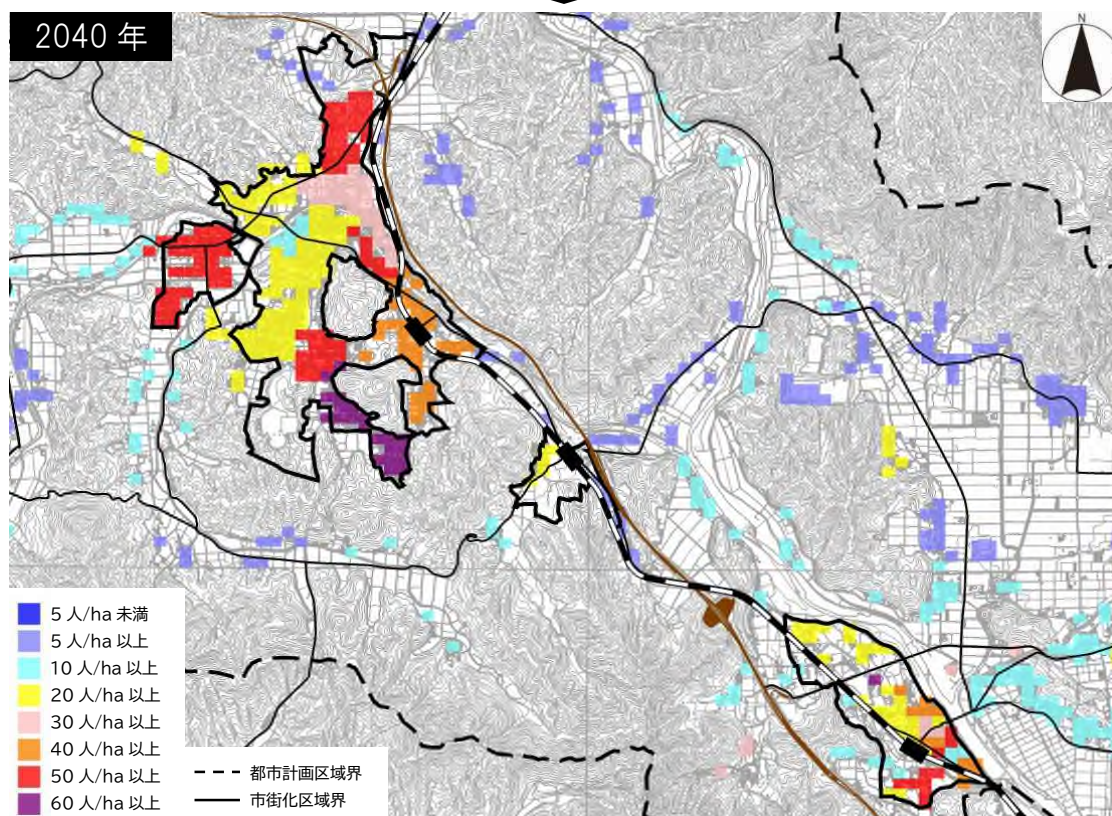 2040 年
N
5 人/ha 未満
5 人/ha 以上
10 人/ha 以上
20 人/ha 以上
30 人/ha 以上
40 人/ha 以上
50 人/ha 以上
60 人/ha 以上
都市計画区域界
市街化区域界